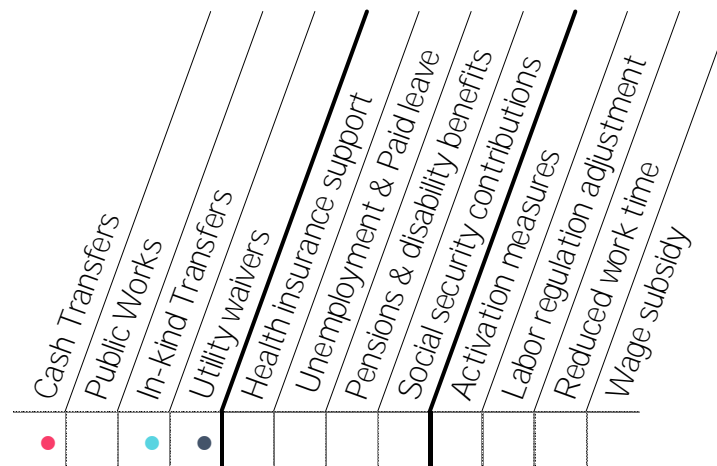 Cash Transfers
Public Works
In-Kind Transfers
Utility waivers
Health insurance support
Unemployment & Paid leave
Pensions & disability benefits
Social security contributions
Activation measures
Labor regulation adjustment
Reduced work time
Wage subsidy